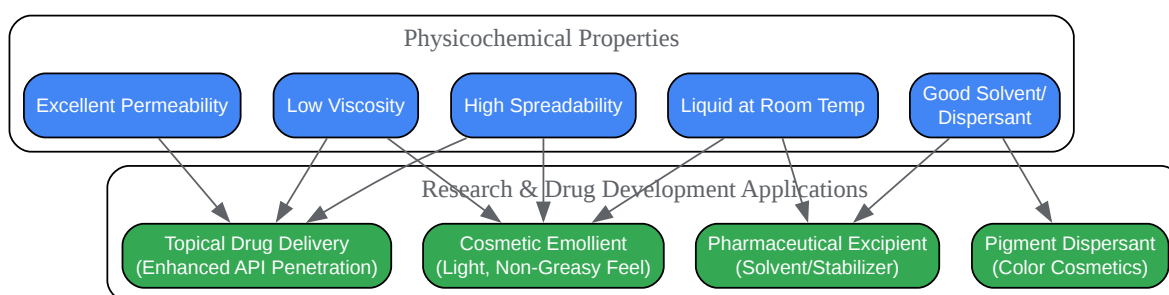 Physicochemical Properties
Excellent Permeability
Low Viscosity
High Spreadability
Liquid at Room Temp
Good Solvent/
Dispersant
Research & Drug Development Applications
Topical Drug Delivery
(Enhanced API Penetration)
Cosmetic Emollient
(Light, Non-Greasy Feel)
Pharmaceutical Excipient
(Solvent/Stabilizer)
Pigment Dispersant
(Color Cosmetics)